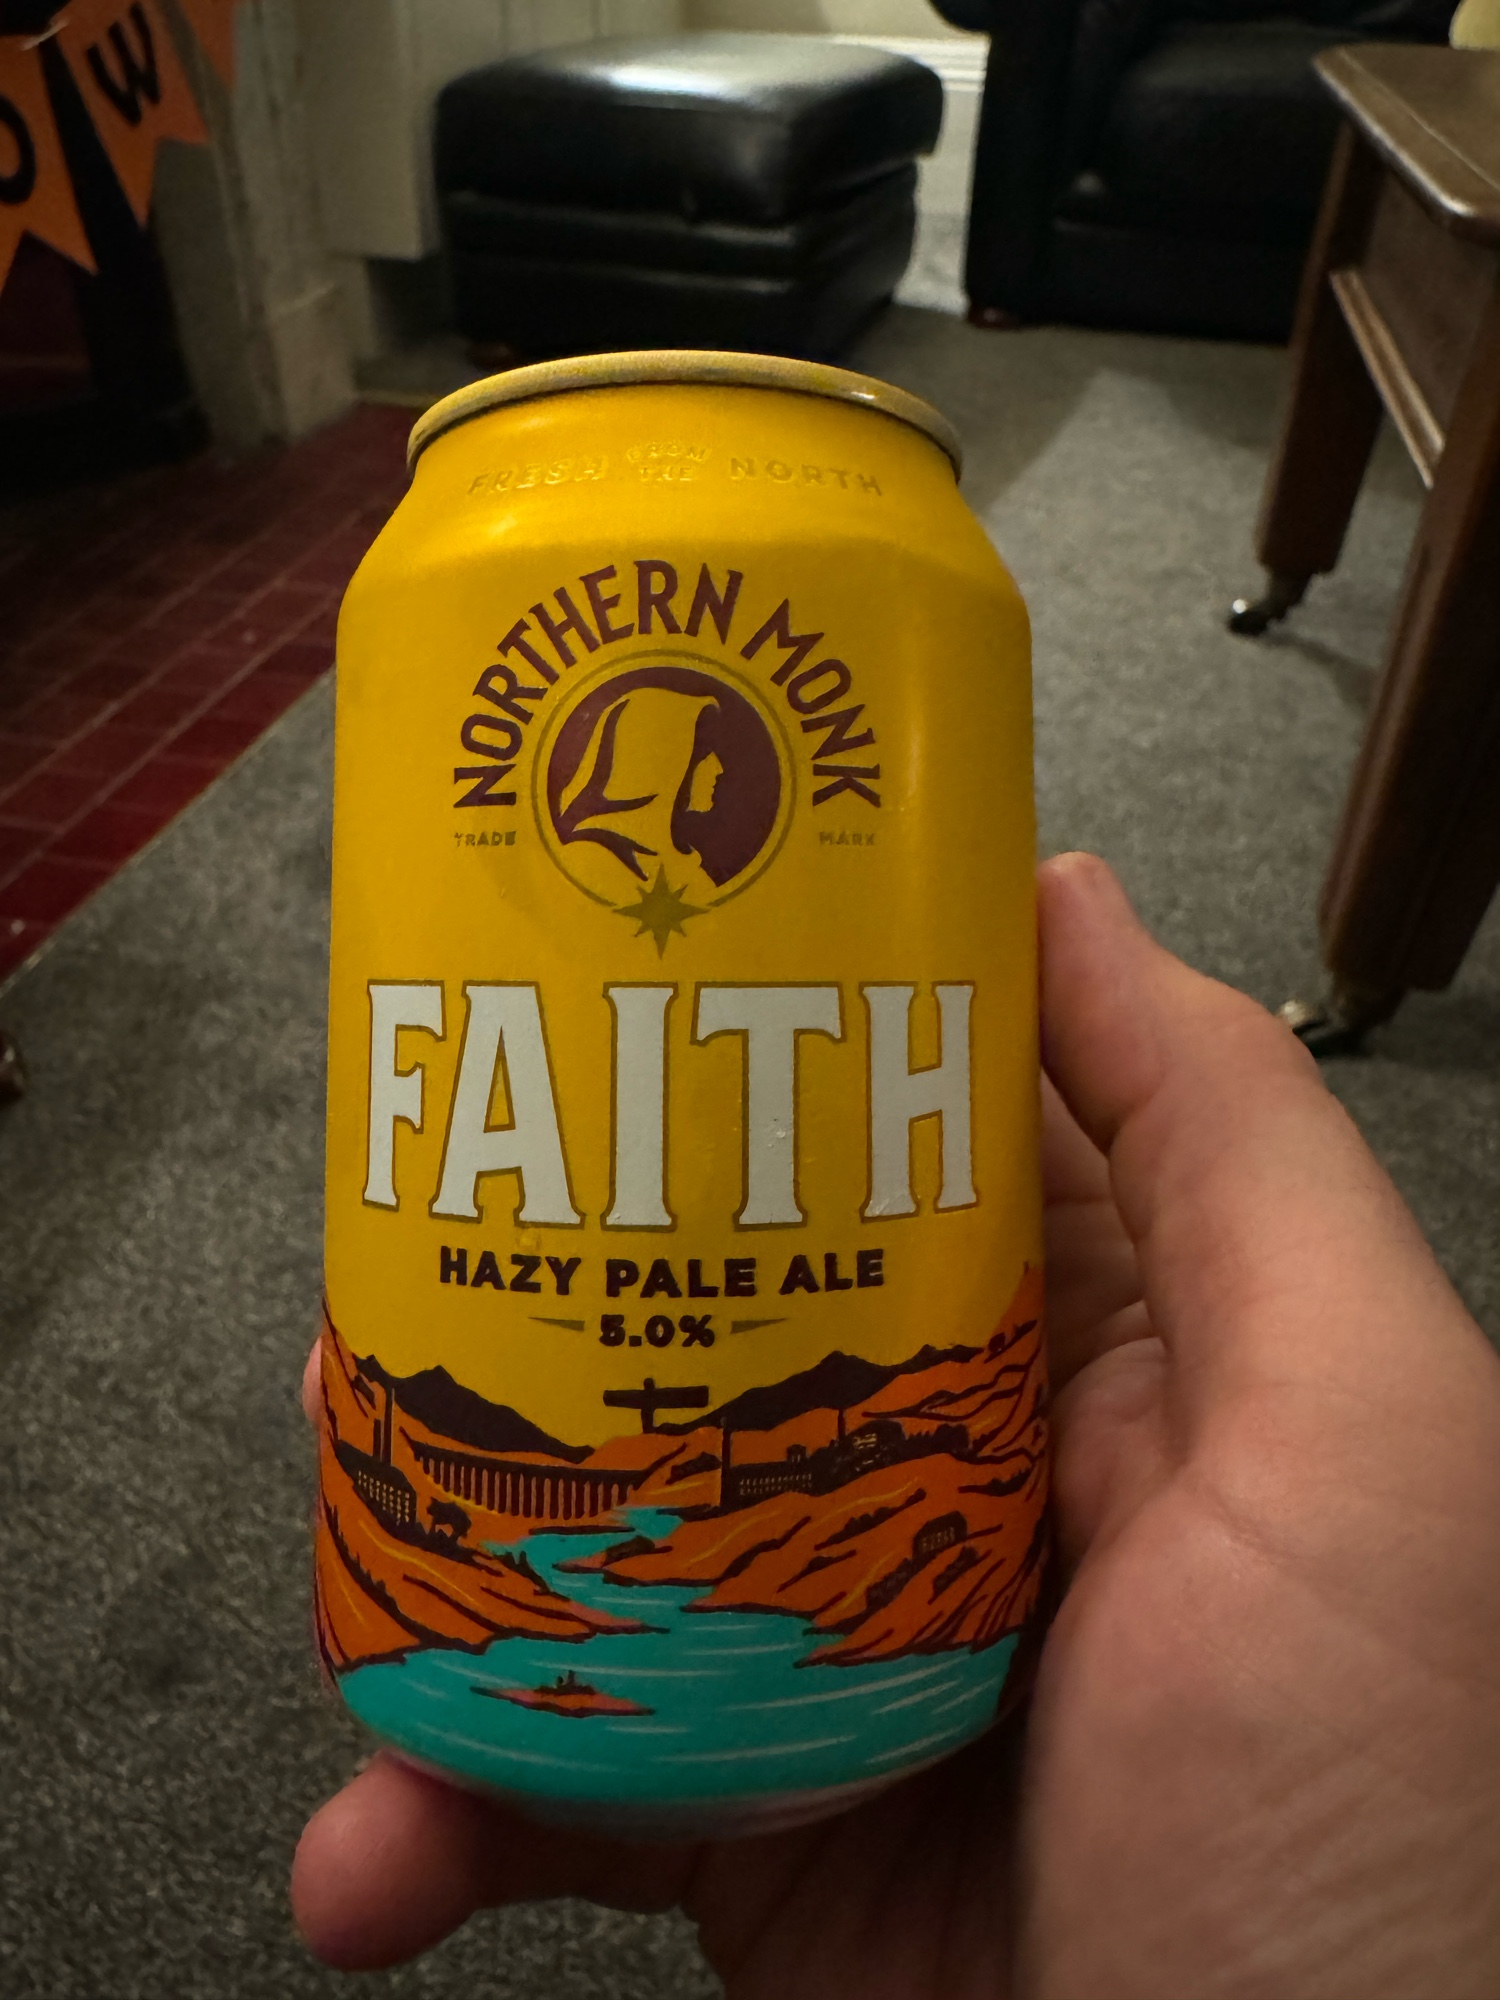 O W
FRESH FROM THE NORTH
NORTHERN MONK
TRADE MARK
FAITH
HAZY PALE ALE
5.0%